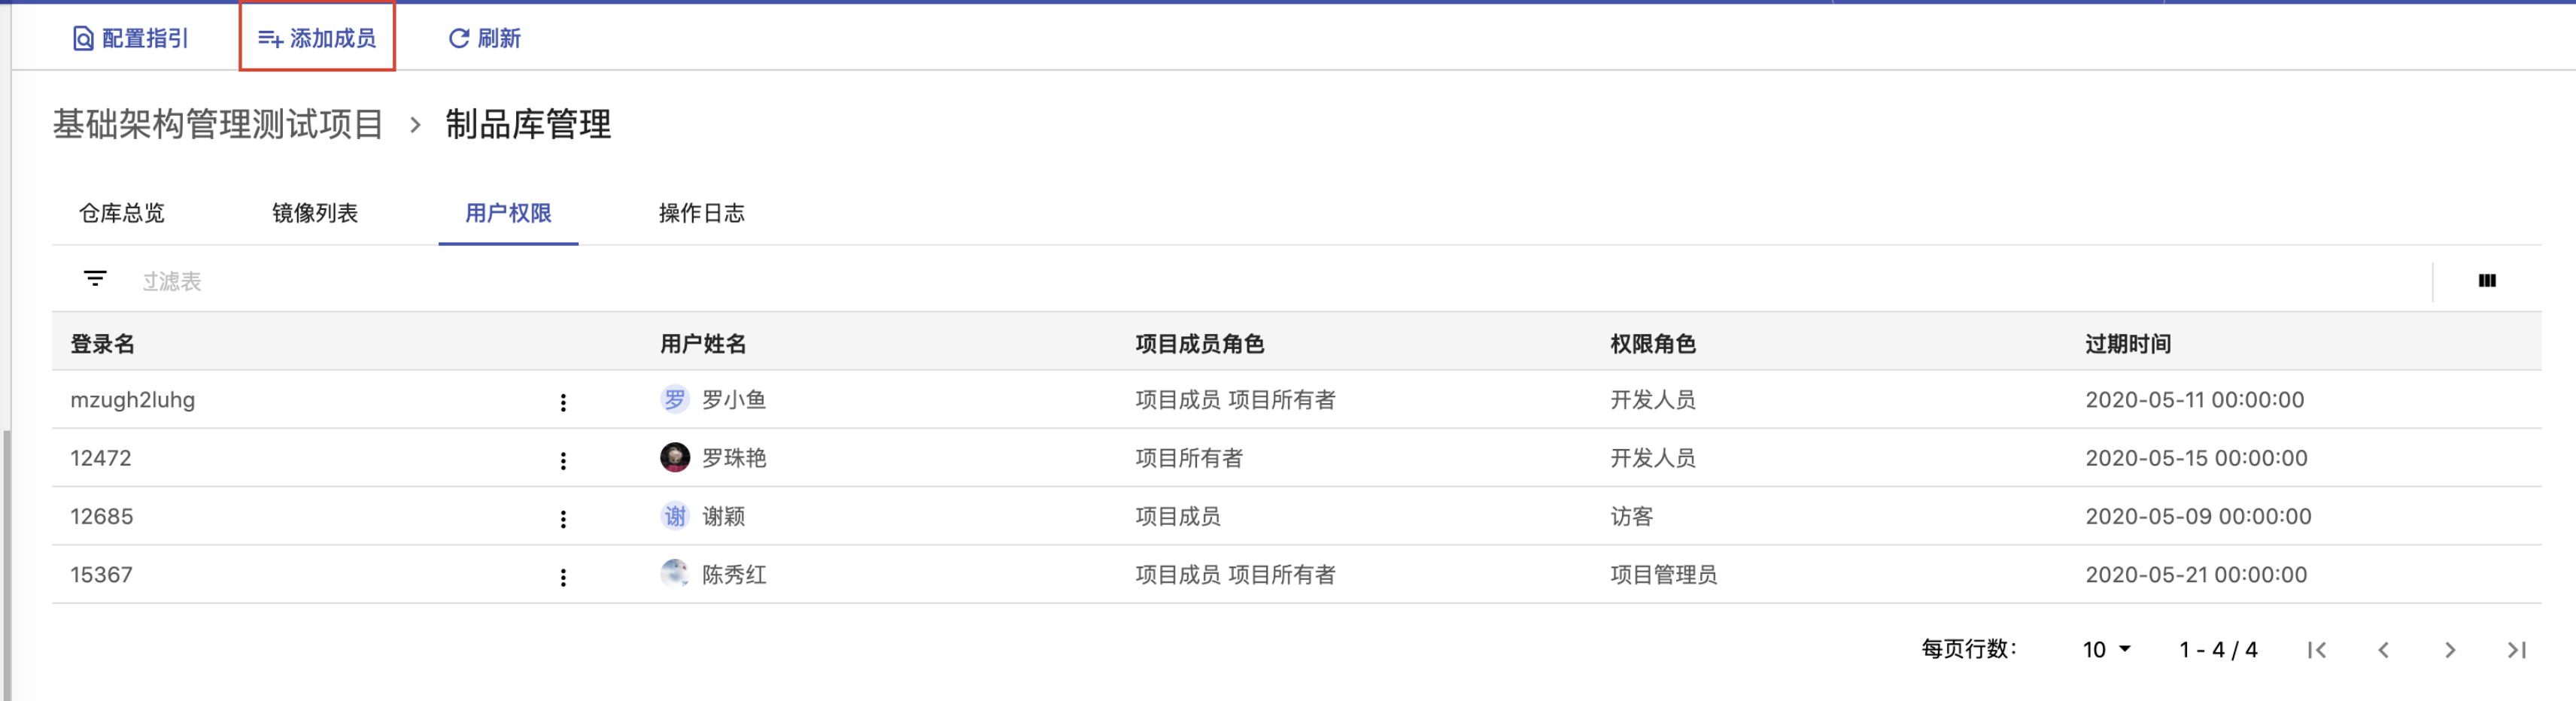 配置指引 添加成员 刷新
基础架构管理测试项目 > 制品库管理
仓库总览 镜像列表 用户权限 操作日志
过滤表
登录名 用户姓名 项目成员角色 权限角色 过期时间
mzugh2luhg 罗 罗小鱼 项目成员 项目所有者 开发人员 2020-05-11 00:00:00
12472 罗珠艳 项目所有者 开发人员 2020-05-15 00:00:00
12685 谢 谢颖 项目成员 访客 2020-05-09 00:00:00
15367 陈秀红 项目成员 项目所有者 项目管理员 2020-05-21 00:00:00
每页行数： 10 1 - 4 / 4